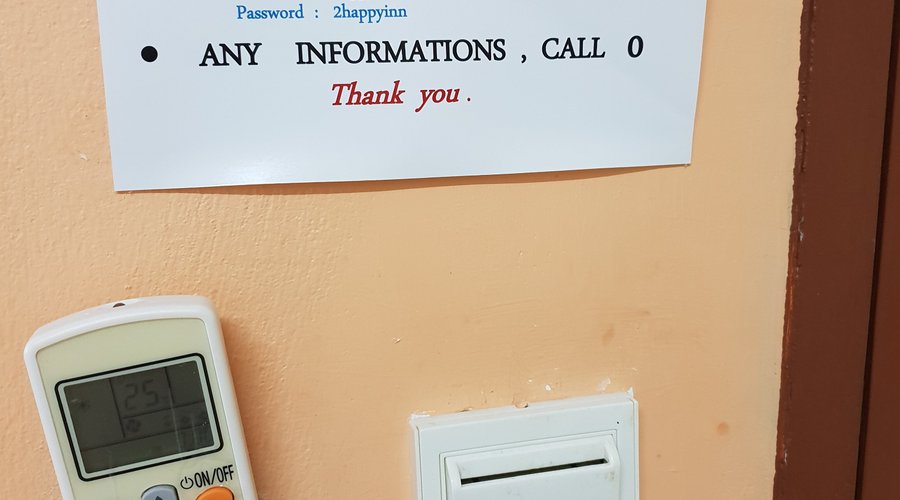 Password : 2happyinn
• ANY INFORMATIONS , CALL 0
Thank you .
25
ON/OFF